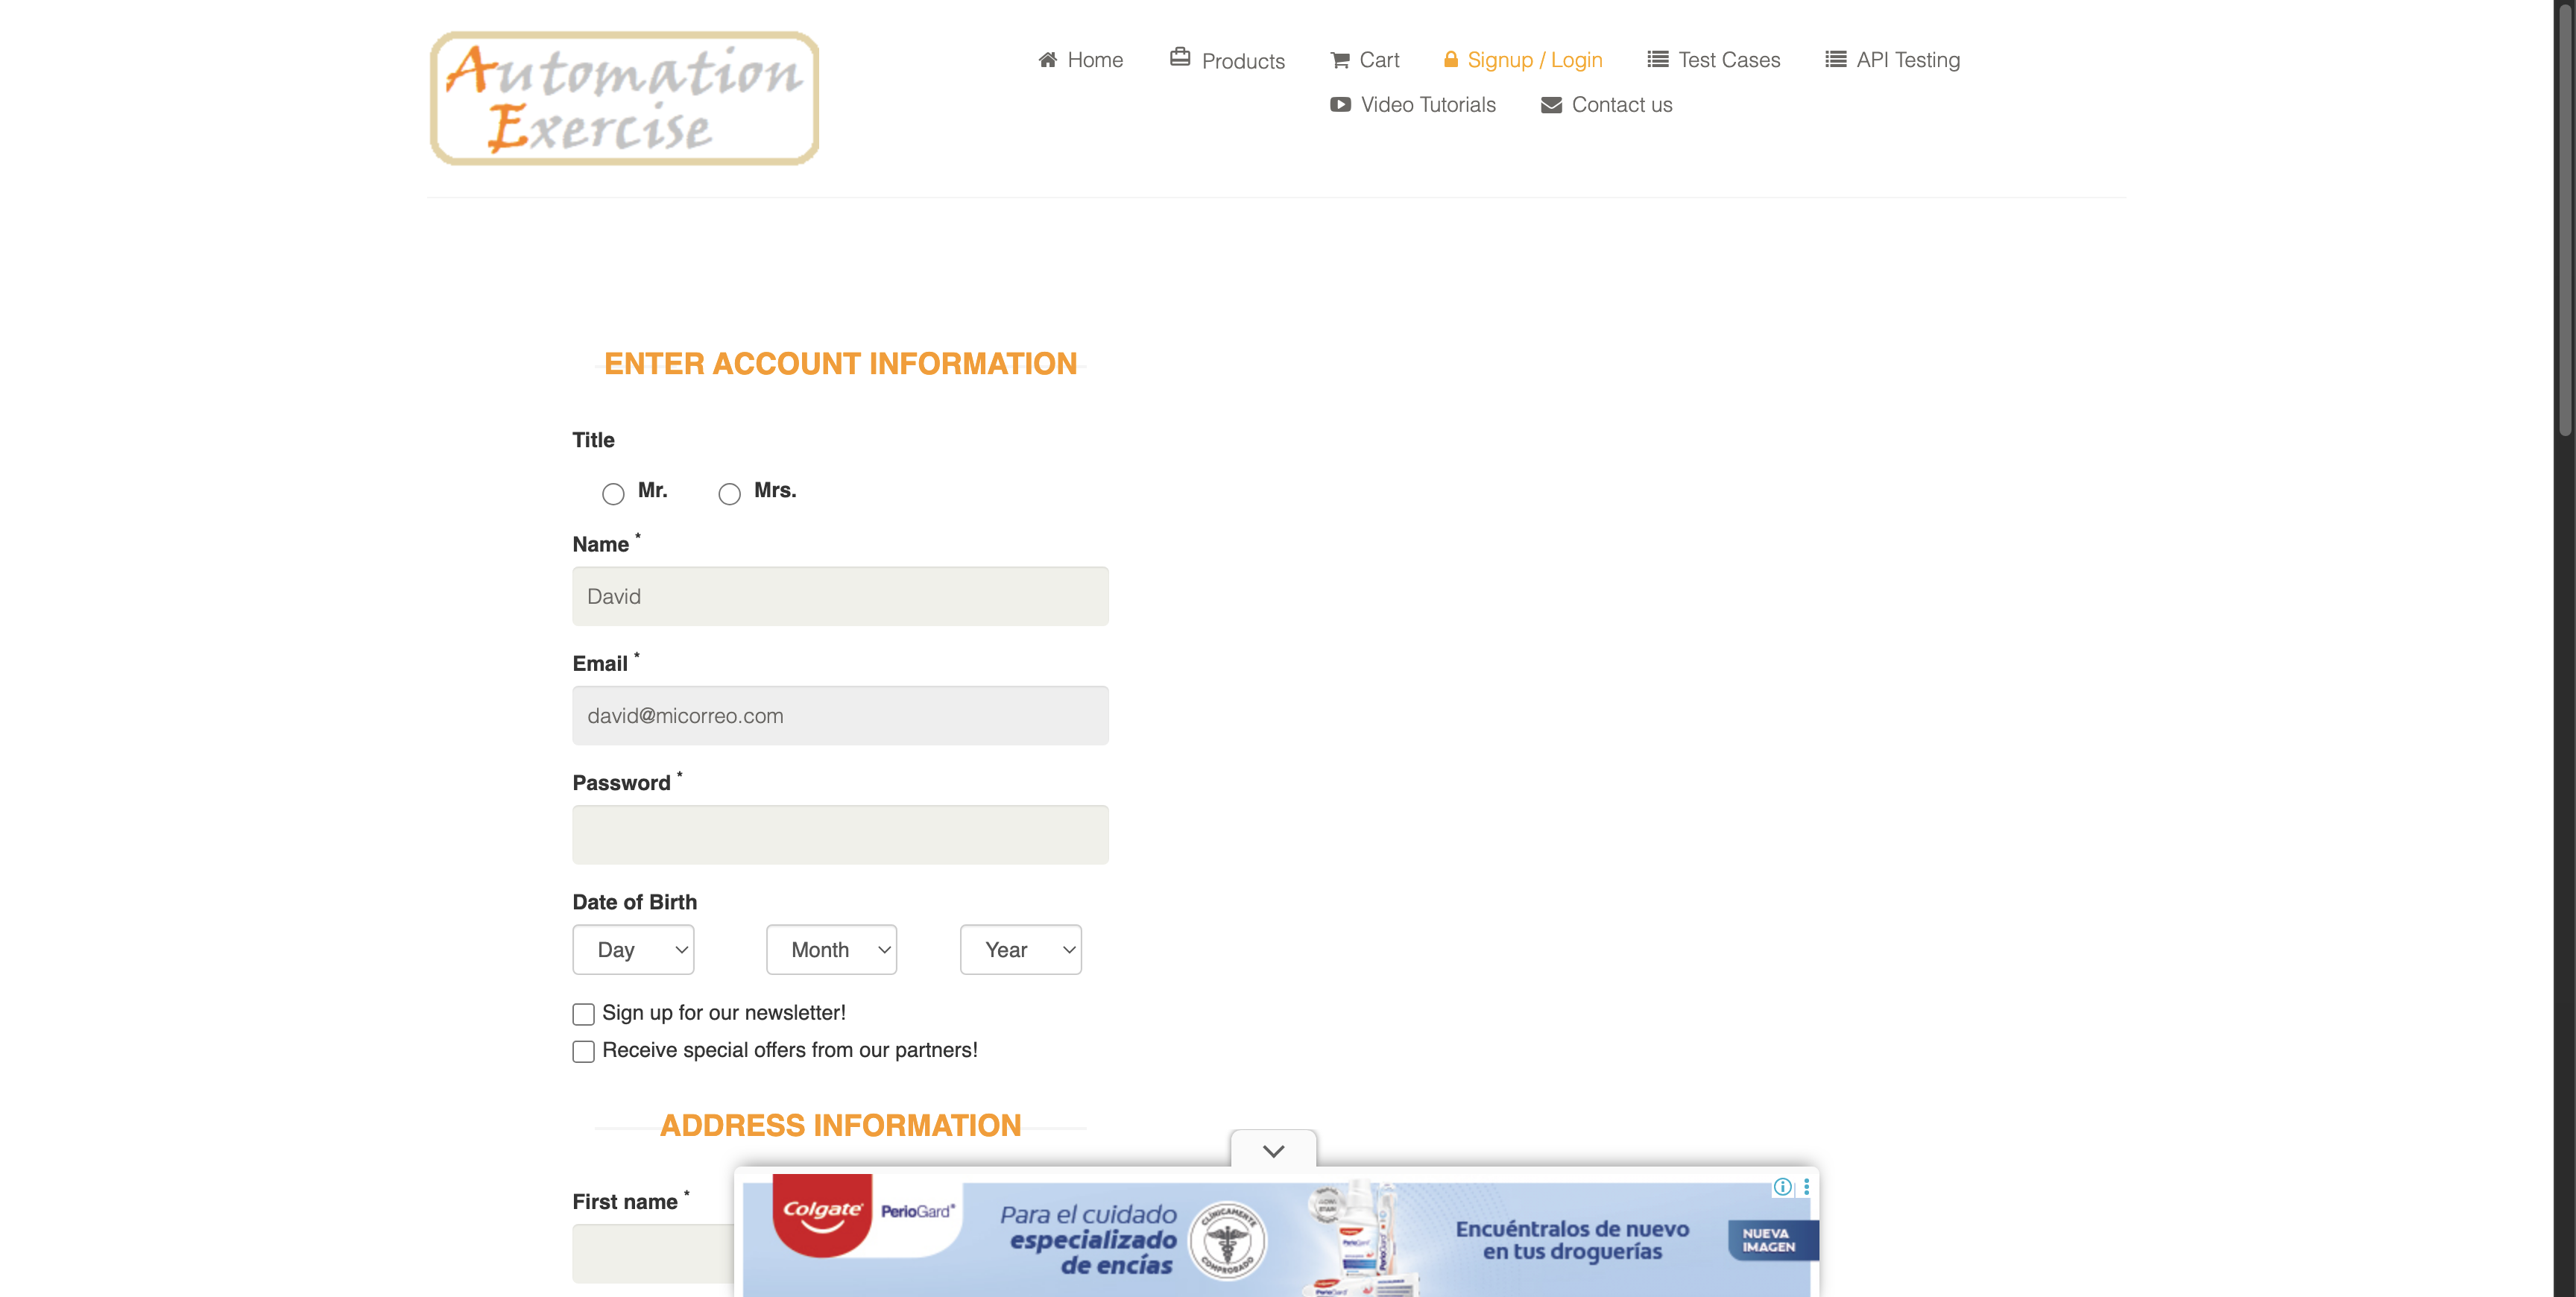 Automation
Exercise
Home
Products
Cart
Signup / Login
Test Cases
API Testing
Video Tutorials
Contact us
ENTER ACCOUNT INFORMATION
Title
Mr.
Mrs.
Name *
David
Email *
david@micorreo.com
Password *
Date of Birth
Day
Month
Year
Sign up for our newsletter!
Receive special offers from our partners!
ADDRESS INFORMATION
First name *
Colgate
PerioGard®
Para el cuidado
especializado
de encías
CLÍNICAMENTE
COMPROBADO
Encuéntralos de nuevo
en tus droguerías
NUEVA
IMAGEN